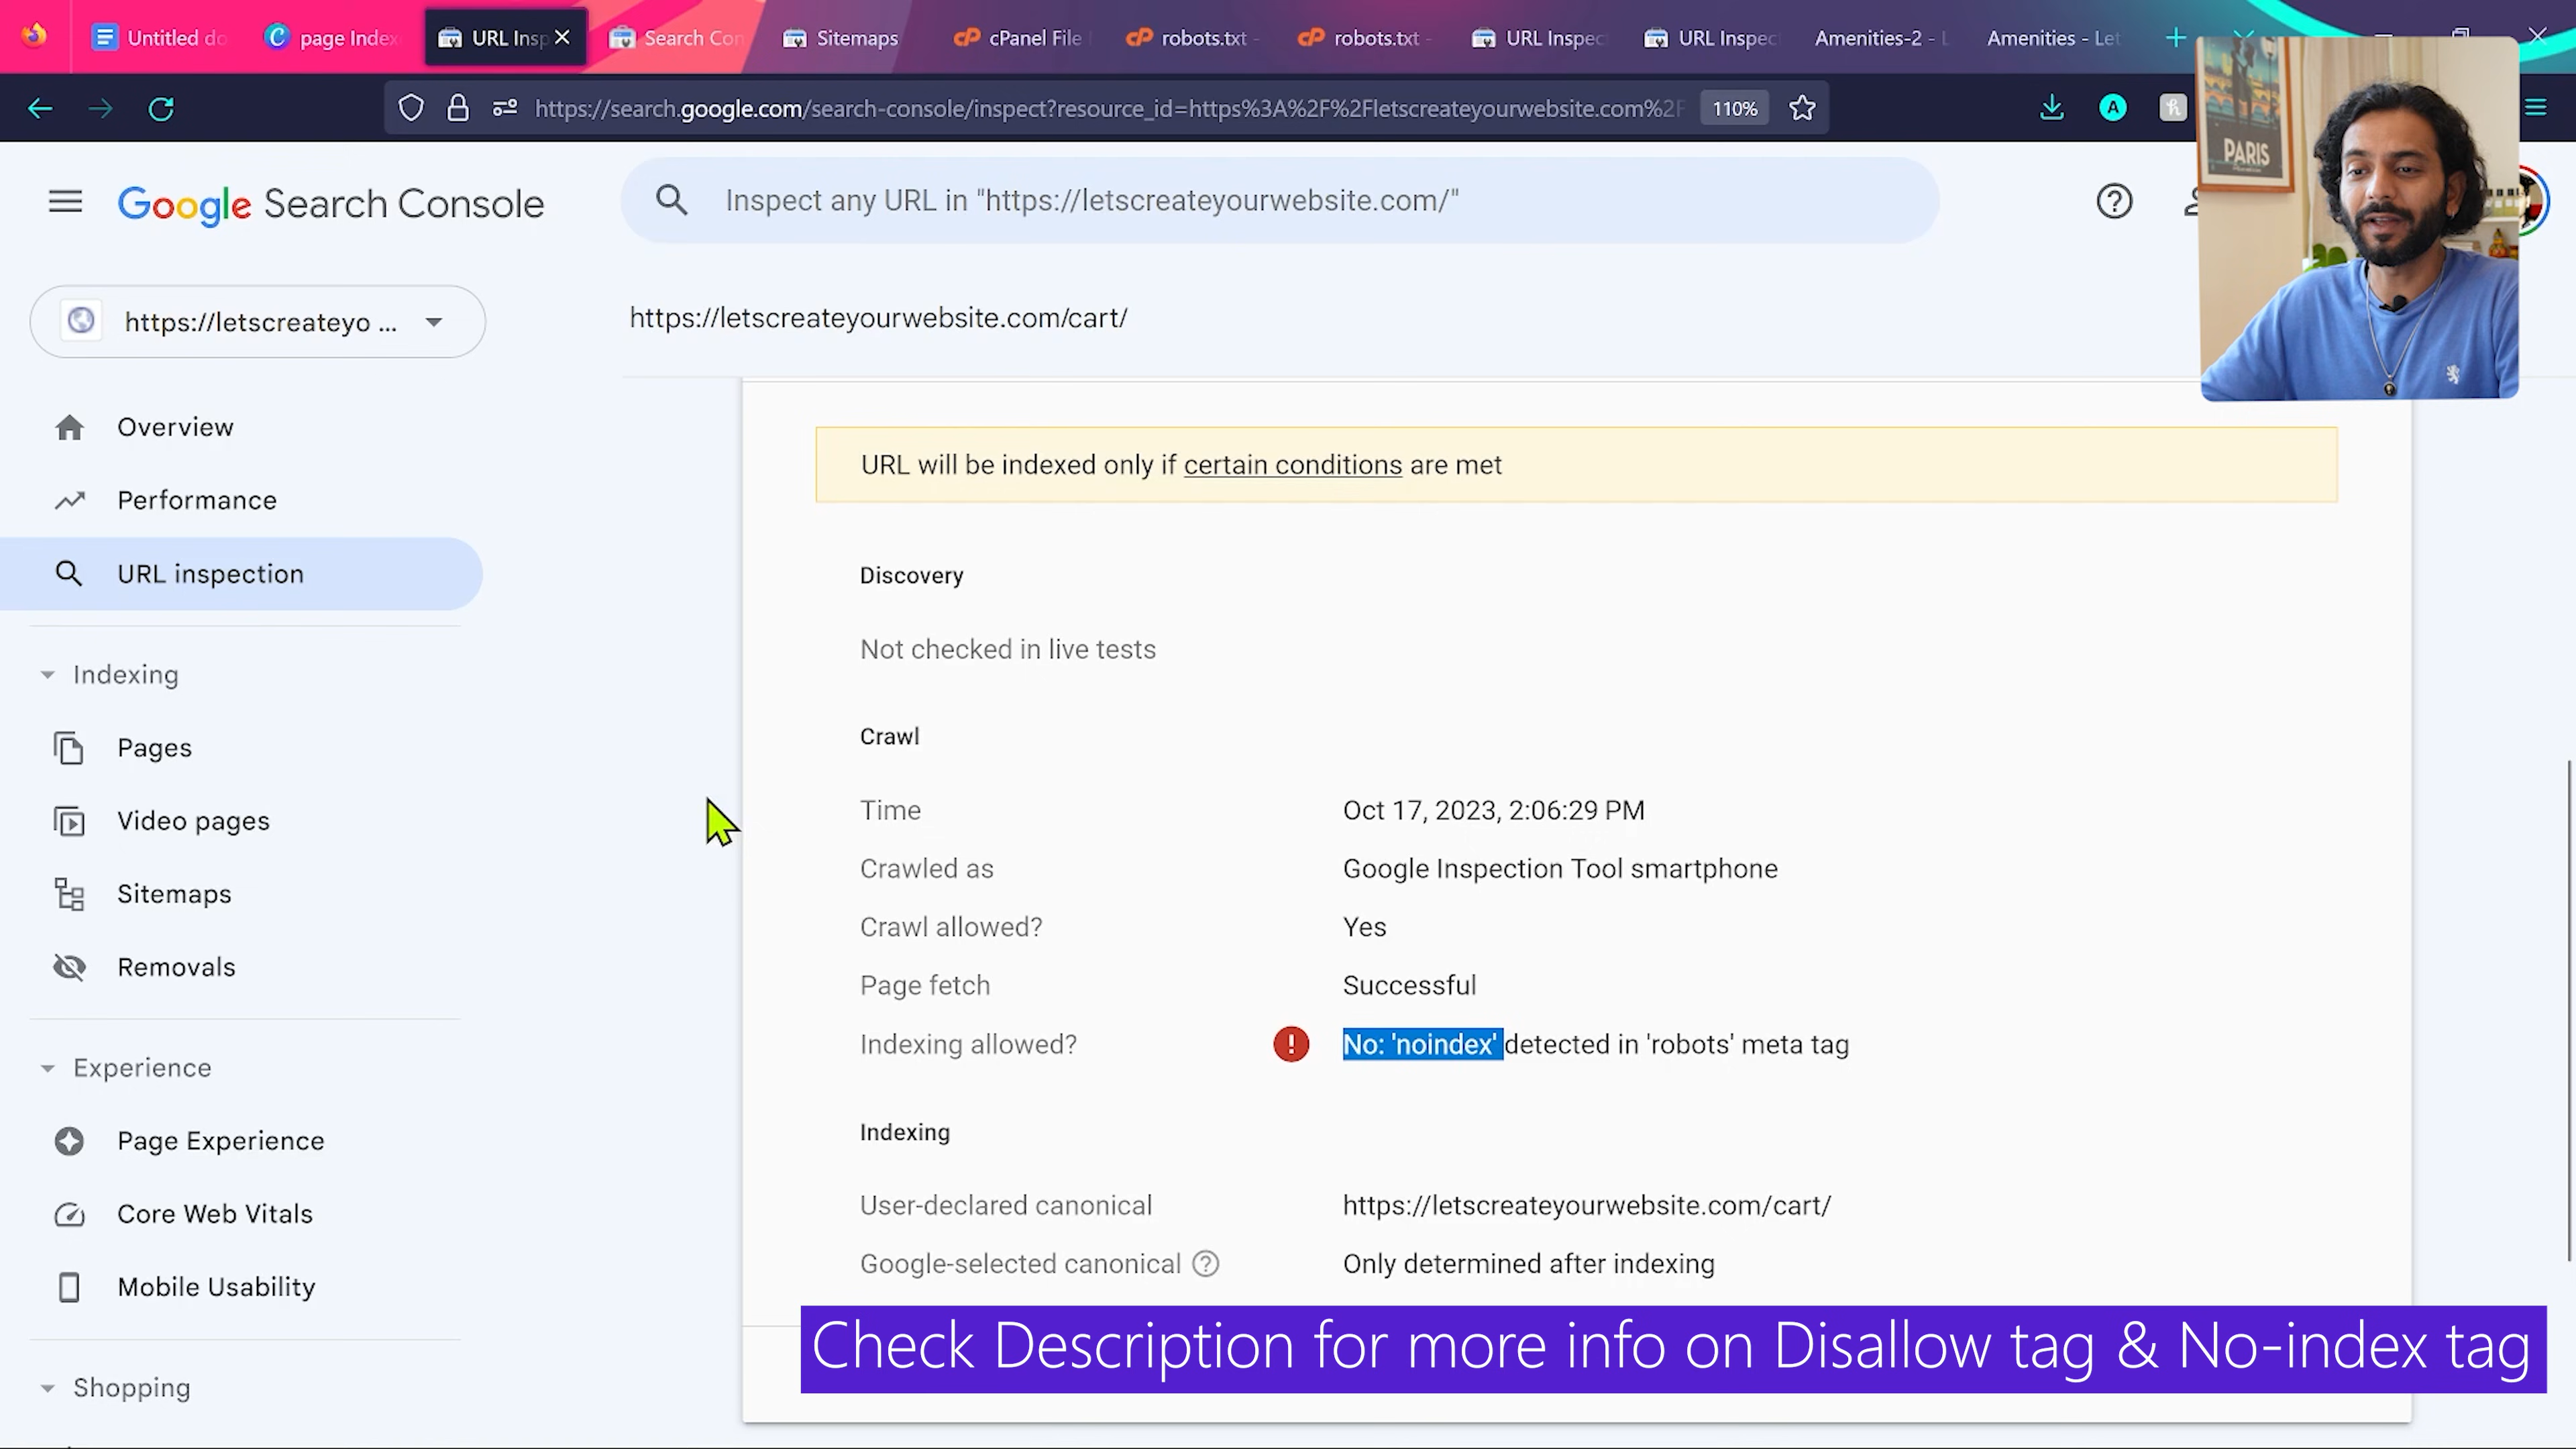 Untitled do
page Index
URL Insp
Search Con
Sitemaps
cPanel File
robots.txt -
robots.txt -
URL Inspec
URL Inspec
Amenities-2 - L
Amenities - Let
https://search.google.com/search-console/inspect?resource_id=https%3A%2F%2Fletscreateyourwebsite.com%2F
110%
A
h
PARIS
Google Search Console
Inspect any URL in "https://letscreateyourwebsite.com/"
https://letscreateyo ...
https://letscreateyourwebsite.com/cart/
Overview
Performance
URL inspection
Indexing
Pages
Video pages
Sitemaps
Removals
Experience
Page Experience
Core Web Vitals
Mobile Usability
Shopping
URL will be indexed only if certain conditions are met
Discovery
Not checked in live tests
Crawl
Time Oct 17, 2023, 2:06:29 PM
Crawled as Google Inspection Tool smartphone
Crawl allowed? Yes
Page fetch Successful
Indexing allowed? No: 'noindex' detected in 'robots' meta tag
Indexing
User-declared canonical https://letscreateyourwebsite.com/cart/
Google-selected canonical Only determined after indexing
Check Description for more info on Disallow tag & No-index tag